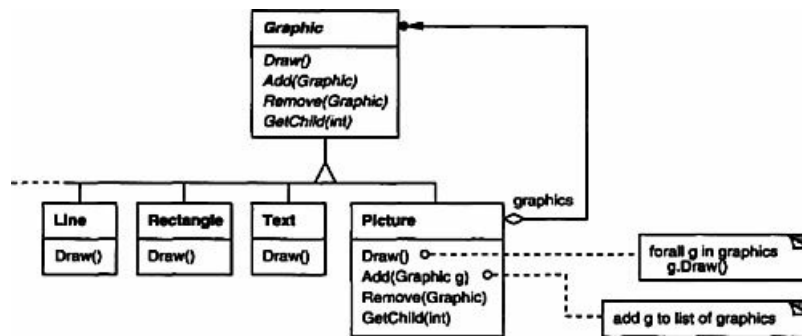 Graphic
Draw()
Add(Graphic)
Remove(Graphic)
GetChild(int)
graphics
Line
Draw()
Rectangle
Draw()
Text
Draw()
Picture
Draw()
Add(Graphic g)
Remove(Graphic)
GetChild(int)
forall g in graphics
g.Draw()
add g to list of graphics